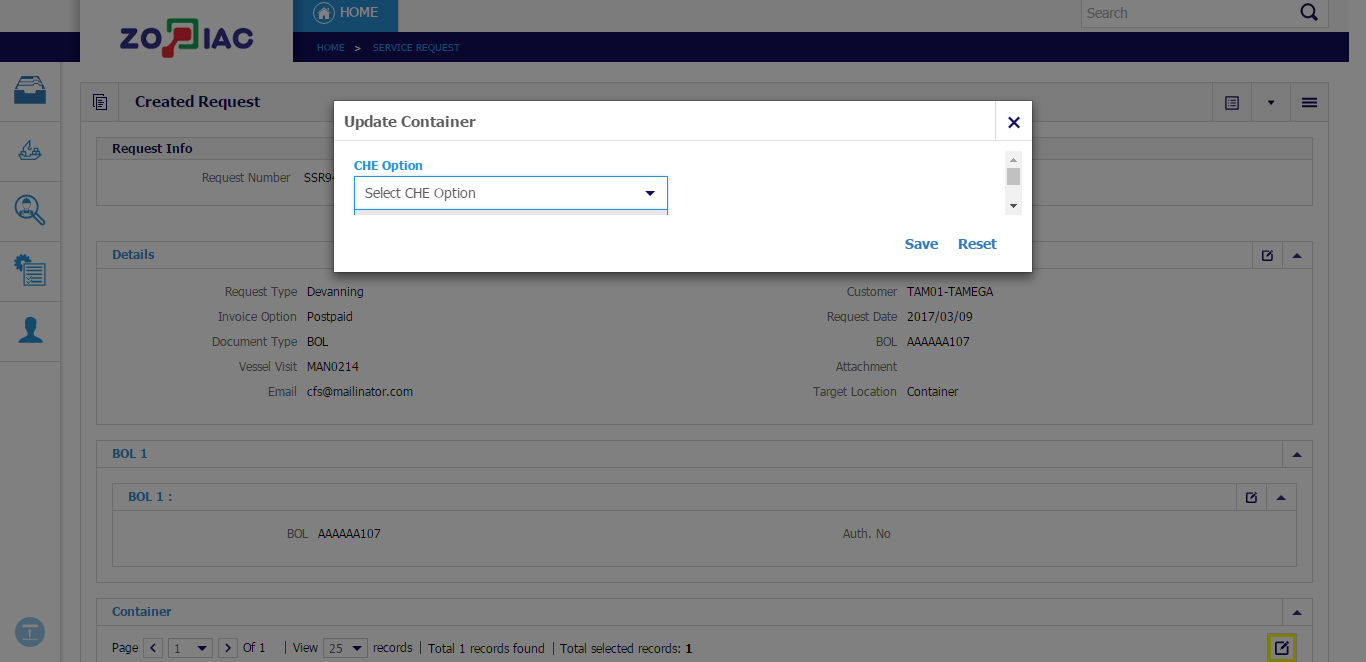 ZODIAC
HOME
Search
HOME > SERVICE REQUEST
Created Request
Update Container
Request Info
CHE Option
Request Number SSR94
Select CHE Option
Save Reset
Details
Request Type Devanning
Customer TAM01-TAMEGA
Invoice Option Postpaid
Request Date 2017/03/09
Document Type BOL
BOL AAAAAA107
Vessel Visit MAN0214
Attachment
Email cfs@mailinator.com
Target Location Container
BOL 1
BOL 1 :
BOL AAAAAA107
Auth. No
Container
Page < 1 > Of 1 | View 25 records | Total 1 records found | Total selected records: 1